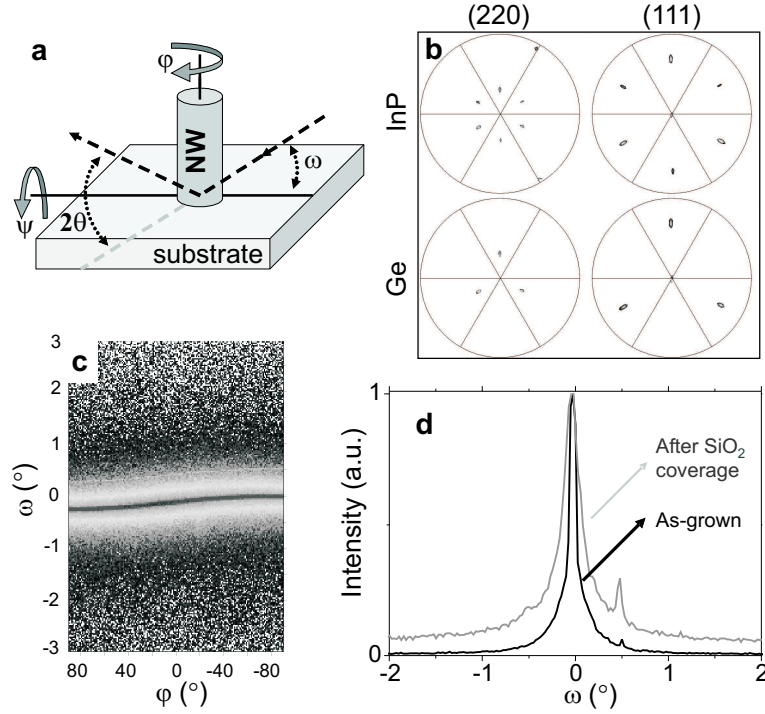 a
φ
NW
ω
ψ
2θ
substrate
b
(220) (111)
InP
Ge
c
3
2
1
0
-1
-2
-3
ω (°)
80 40 0 -40 -80
φ (°)
d
1
0
Intensity (a.u.)
After SiO₂
coverage
As-grown
-2 -1 0 1 2
ω (°)